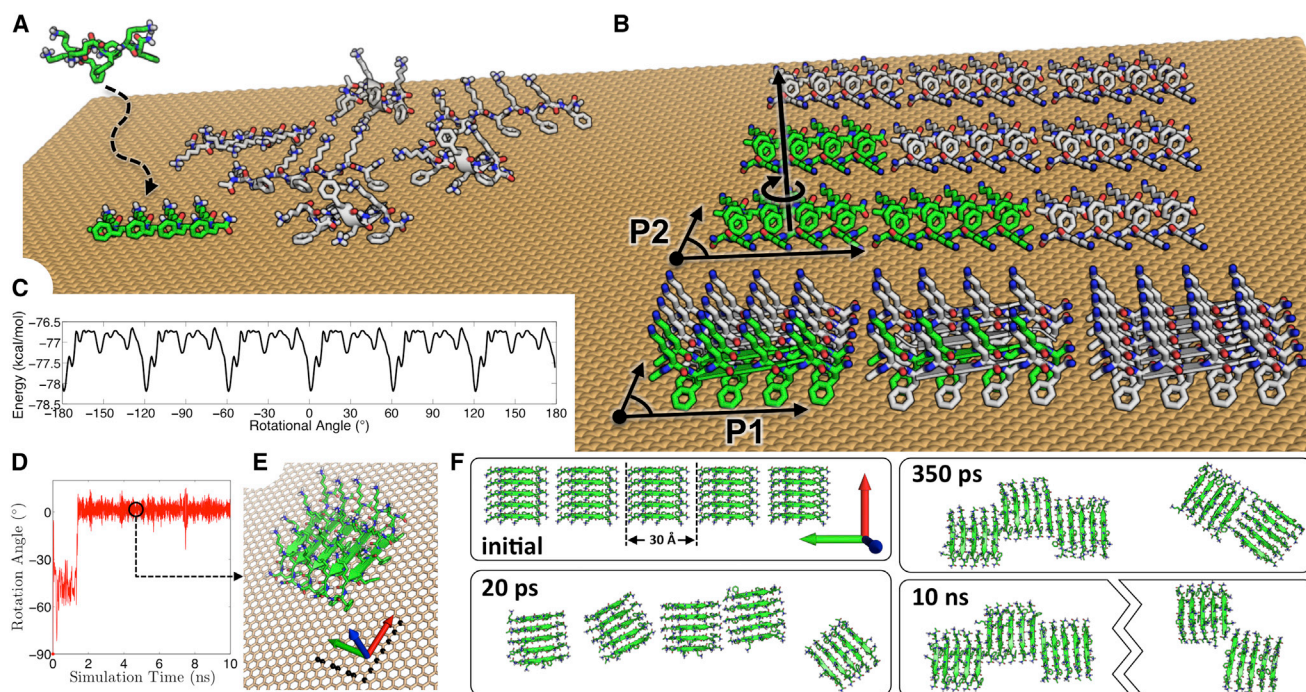 A
B
P2
P1
C
Energy (kcal/mol)
−76.5
−77
−77.5
−78
−78.5
−180 −150 −120 −90 −60 −30 0 30 60 90 120 150 180
Rotational Angle (°)
D
Rotation Angle (°)
0
−30
−60
−90
0 2 4 6 8 10
Simulation Time (ns)
E
F
initial
30 Å
20 ps
350 ps
10 ns